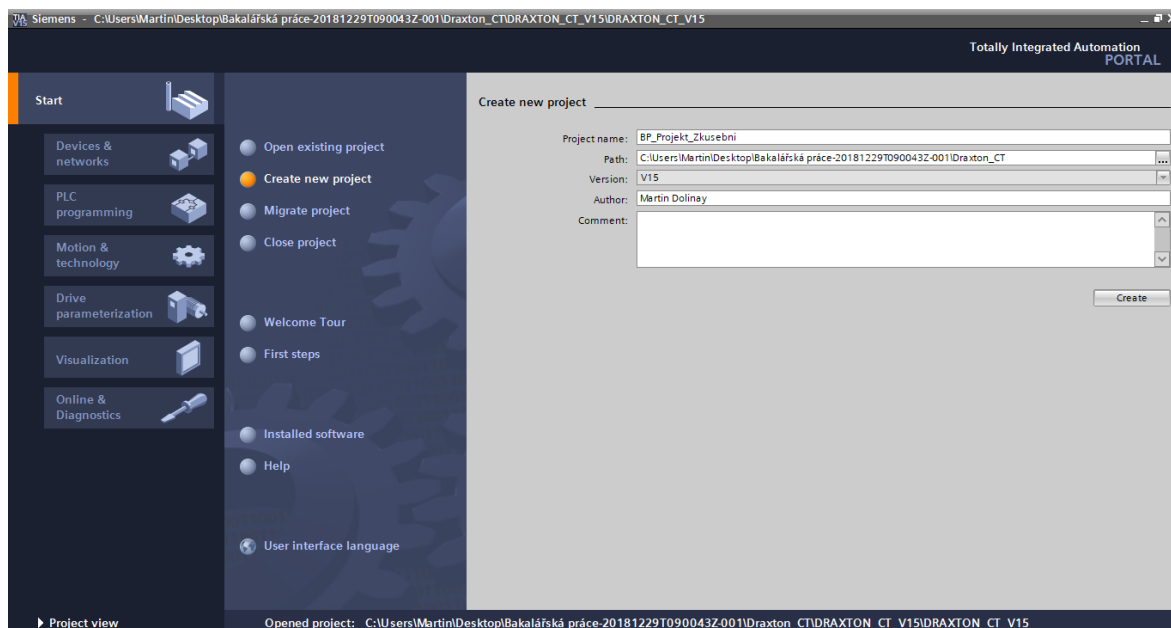 TIA V15 Siemens - C:\Users\Martin\Desktop\Bakalářská práce-20181229T090043Z-001\Draxton_CT\DRAXTON_CT_V15\DRAXTON_CT_V15
Totally Integrated Automation
PORTAL
Start
Devices &
networks
PLC
programming
Motion &
technology
Drive
parameterization
Visualization
Online &
Diagnostics
Open existing project
Create new project
Migrate project
Close project
Welcome Tour
First steps
Installed software
Help
User interface language
Create new project
Project name: BP_Projekt_Zkusební
Path: C:\Users\Martin\Desktop\Bakalářská práce-20181229T090043Z-001\Draxton_CT ...
Version: V15
Author: Martin Dolinay
Comment:
Create
Project view
Opened project: C:\Users\Martin\Desktop\Bakalářská práce-20181229T090043Z-001\Draxton_CT\DRAXTON_CT_V15\DRAXTON_CT_V15